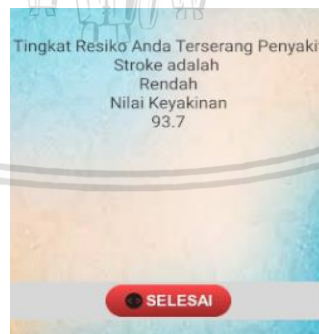 Tingkat Resiko Anda Terserang Penyaki
Stroke adalah
Rendah
Nilai Keyakinan
93.7
SELESAI